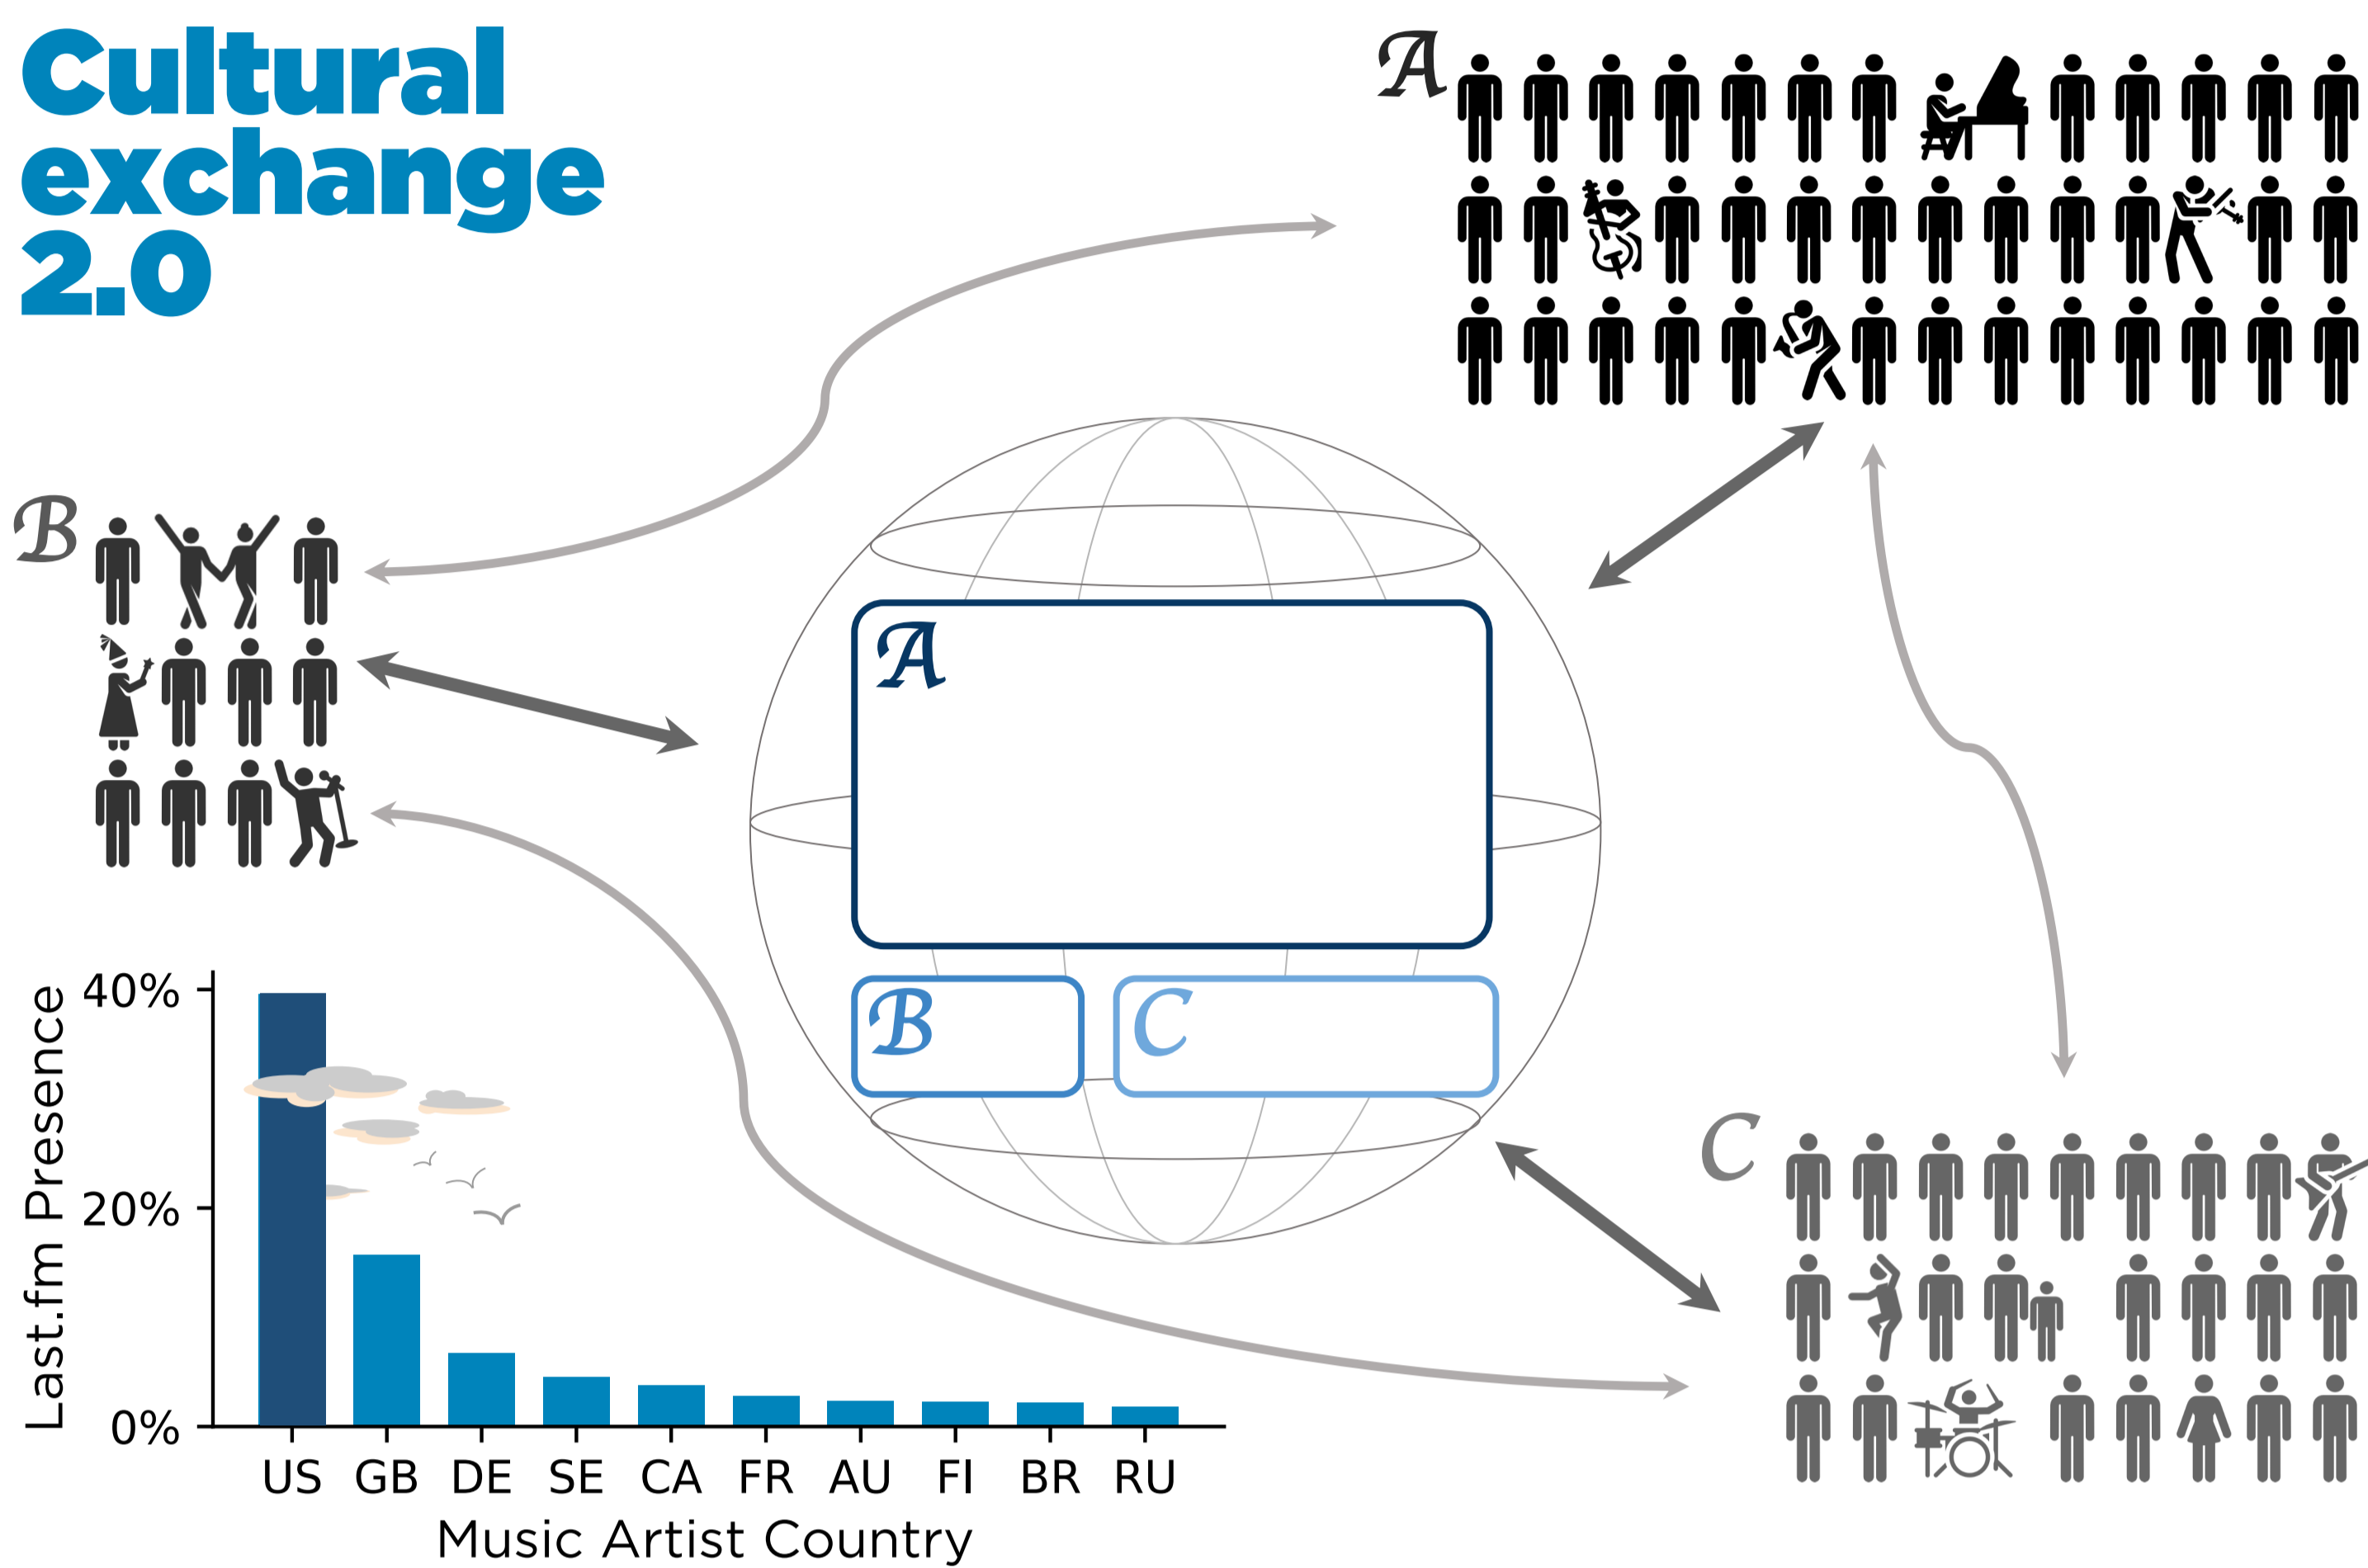 Cultural
exchange
2.0
A
B
A
B
C
C
Last.fm Presence
40%
20%
0%
US GB DE SE CA FR AU FI BR RU
Music Artist Country